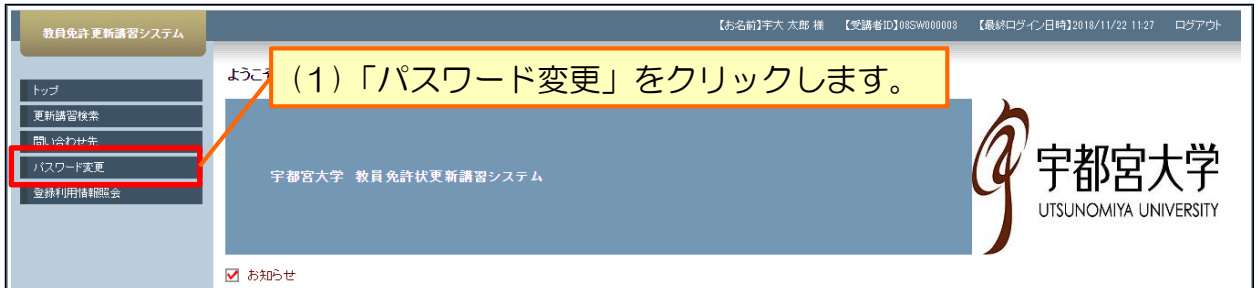 教員免許更新講習システム
【お名前】宇大 太郎 様 【受講者ID】08SW000003 【最終ログイン日時】2018/11/22 11:27 ログアウト
ようこそ
(1)「パスワード変更」をクリックします。
トップ
更新講習検索
問い合わせ先
パスワード変更
登録利用情報照会
宇都宮大学 教員免許状更新講習システム
宇都宮大学
UTSUNOMIYA UNIVERSITY
お知らせ